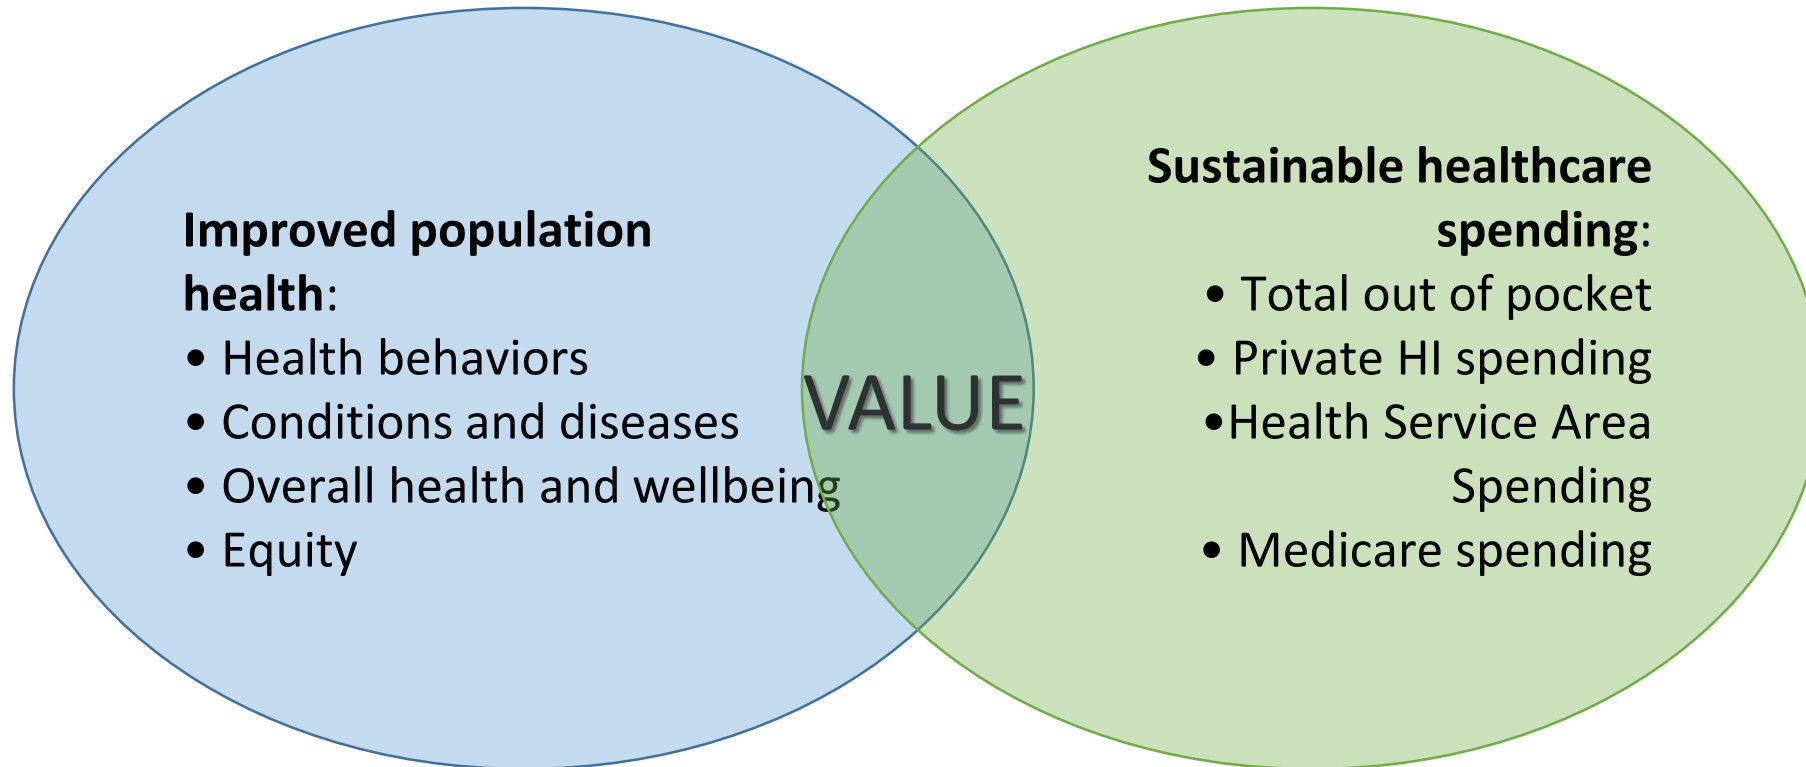 Improved population
health:
• Health behaviors
• Conditions and diseases
• Overall health and wellbeing
• Equity
VALUE
Sustainable healthcare
spending:
• Total out of pocket
• Private HI spending
•Health Service Area
Spending
• Medicare spending